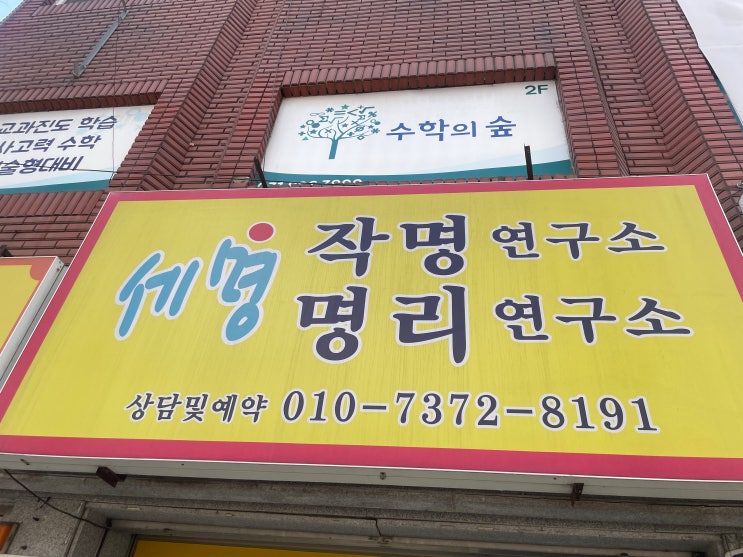 2F
수학의 숲
교과진도 학습
사고력 수학
술형대비
세명
작명 연구소
명리 연구소
상담및예약 010-7372-8191